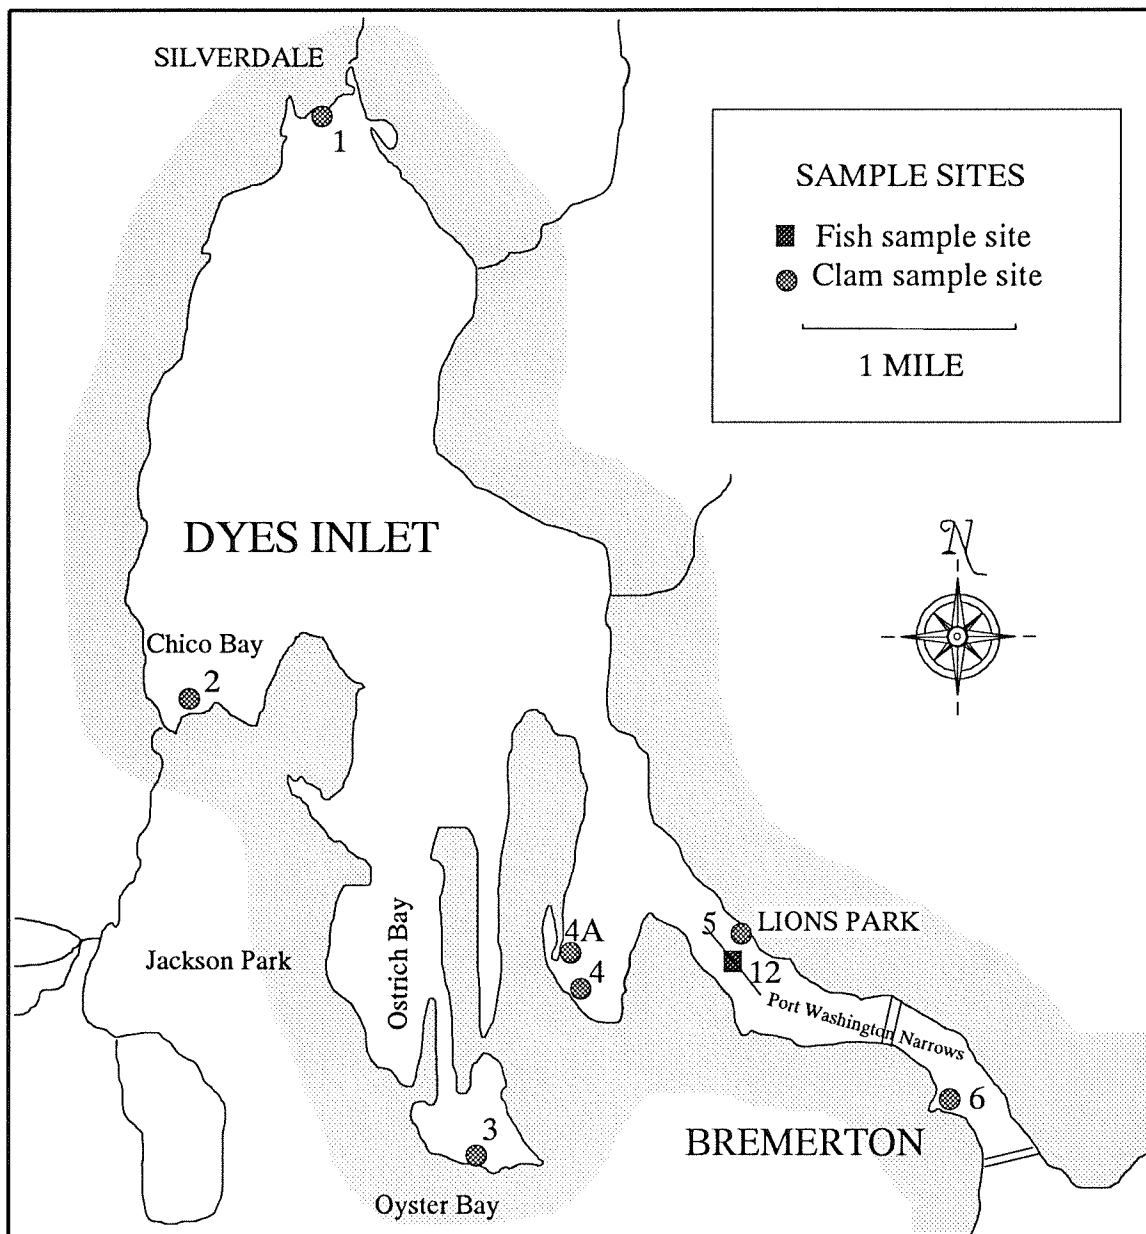 SILVERDALE
1
SAMPLE SITES
Fish sample site
Clam sample site
1 MILE
DYES INLET
N
Chico Bay
2
Ostrich Bay
4A
4
5
LIONS PARK
12
Port Washington Narrows
Jackson Park
6
3
BREMERTON
Oyster Bay